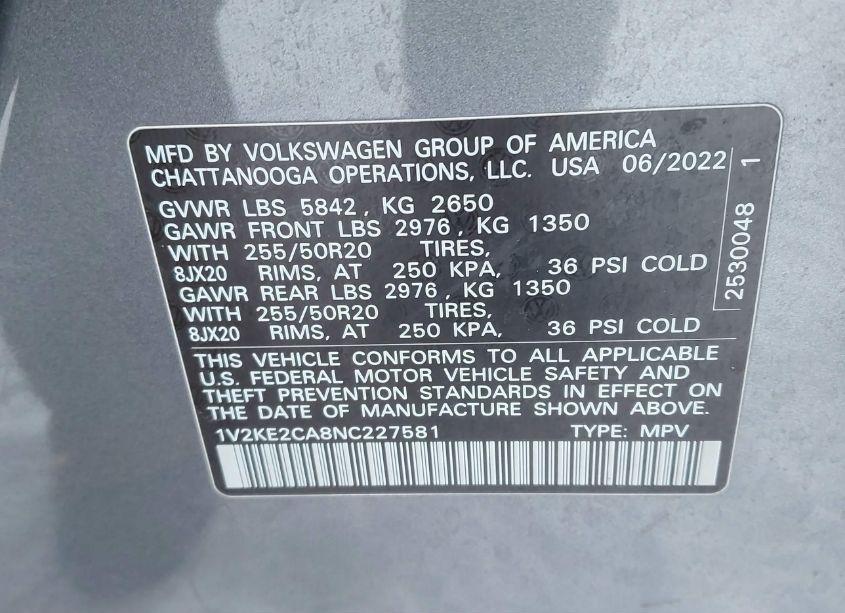 MFD BY VOLKSWAGEN GROUP OF AMERICA
CHATTANOOGA OPERATIONS, LLC. USA 06/2022
GVWR LBS 5842, KG 2650
GAWR FRONT LBS 2976, KG 1350
WITH 255/50R20 TIRES,
8JX20 RIMS, AT 250 KPA, 36 PSI COLD
GAWR REAR LBS 2976, KG 1350
WITH 255/50R20 TIRES,
8JX20 RIMS, AT 250 KPA, 36 PSI COLD
THIS VEHICLE CONFORMS TO ALL APPLICABLE
U.S. FEDERAL MOTOR VEHICLE SAFETY AND
THEFT PREVENTION STANDARDS IN EFFECT ON
THE DATE OF MANUFACTURE SHOWN ABOVE.
1V2KE2CA8NC227581 TYPE: MPV
2530048 1